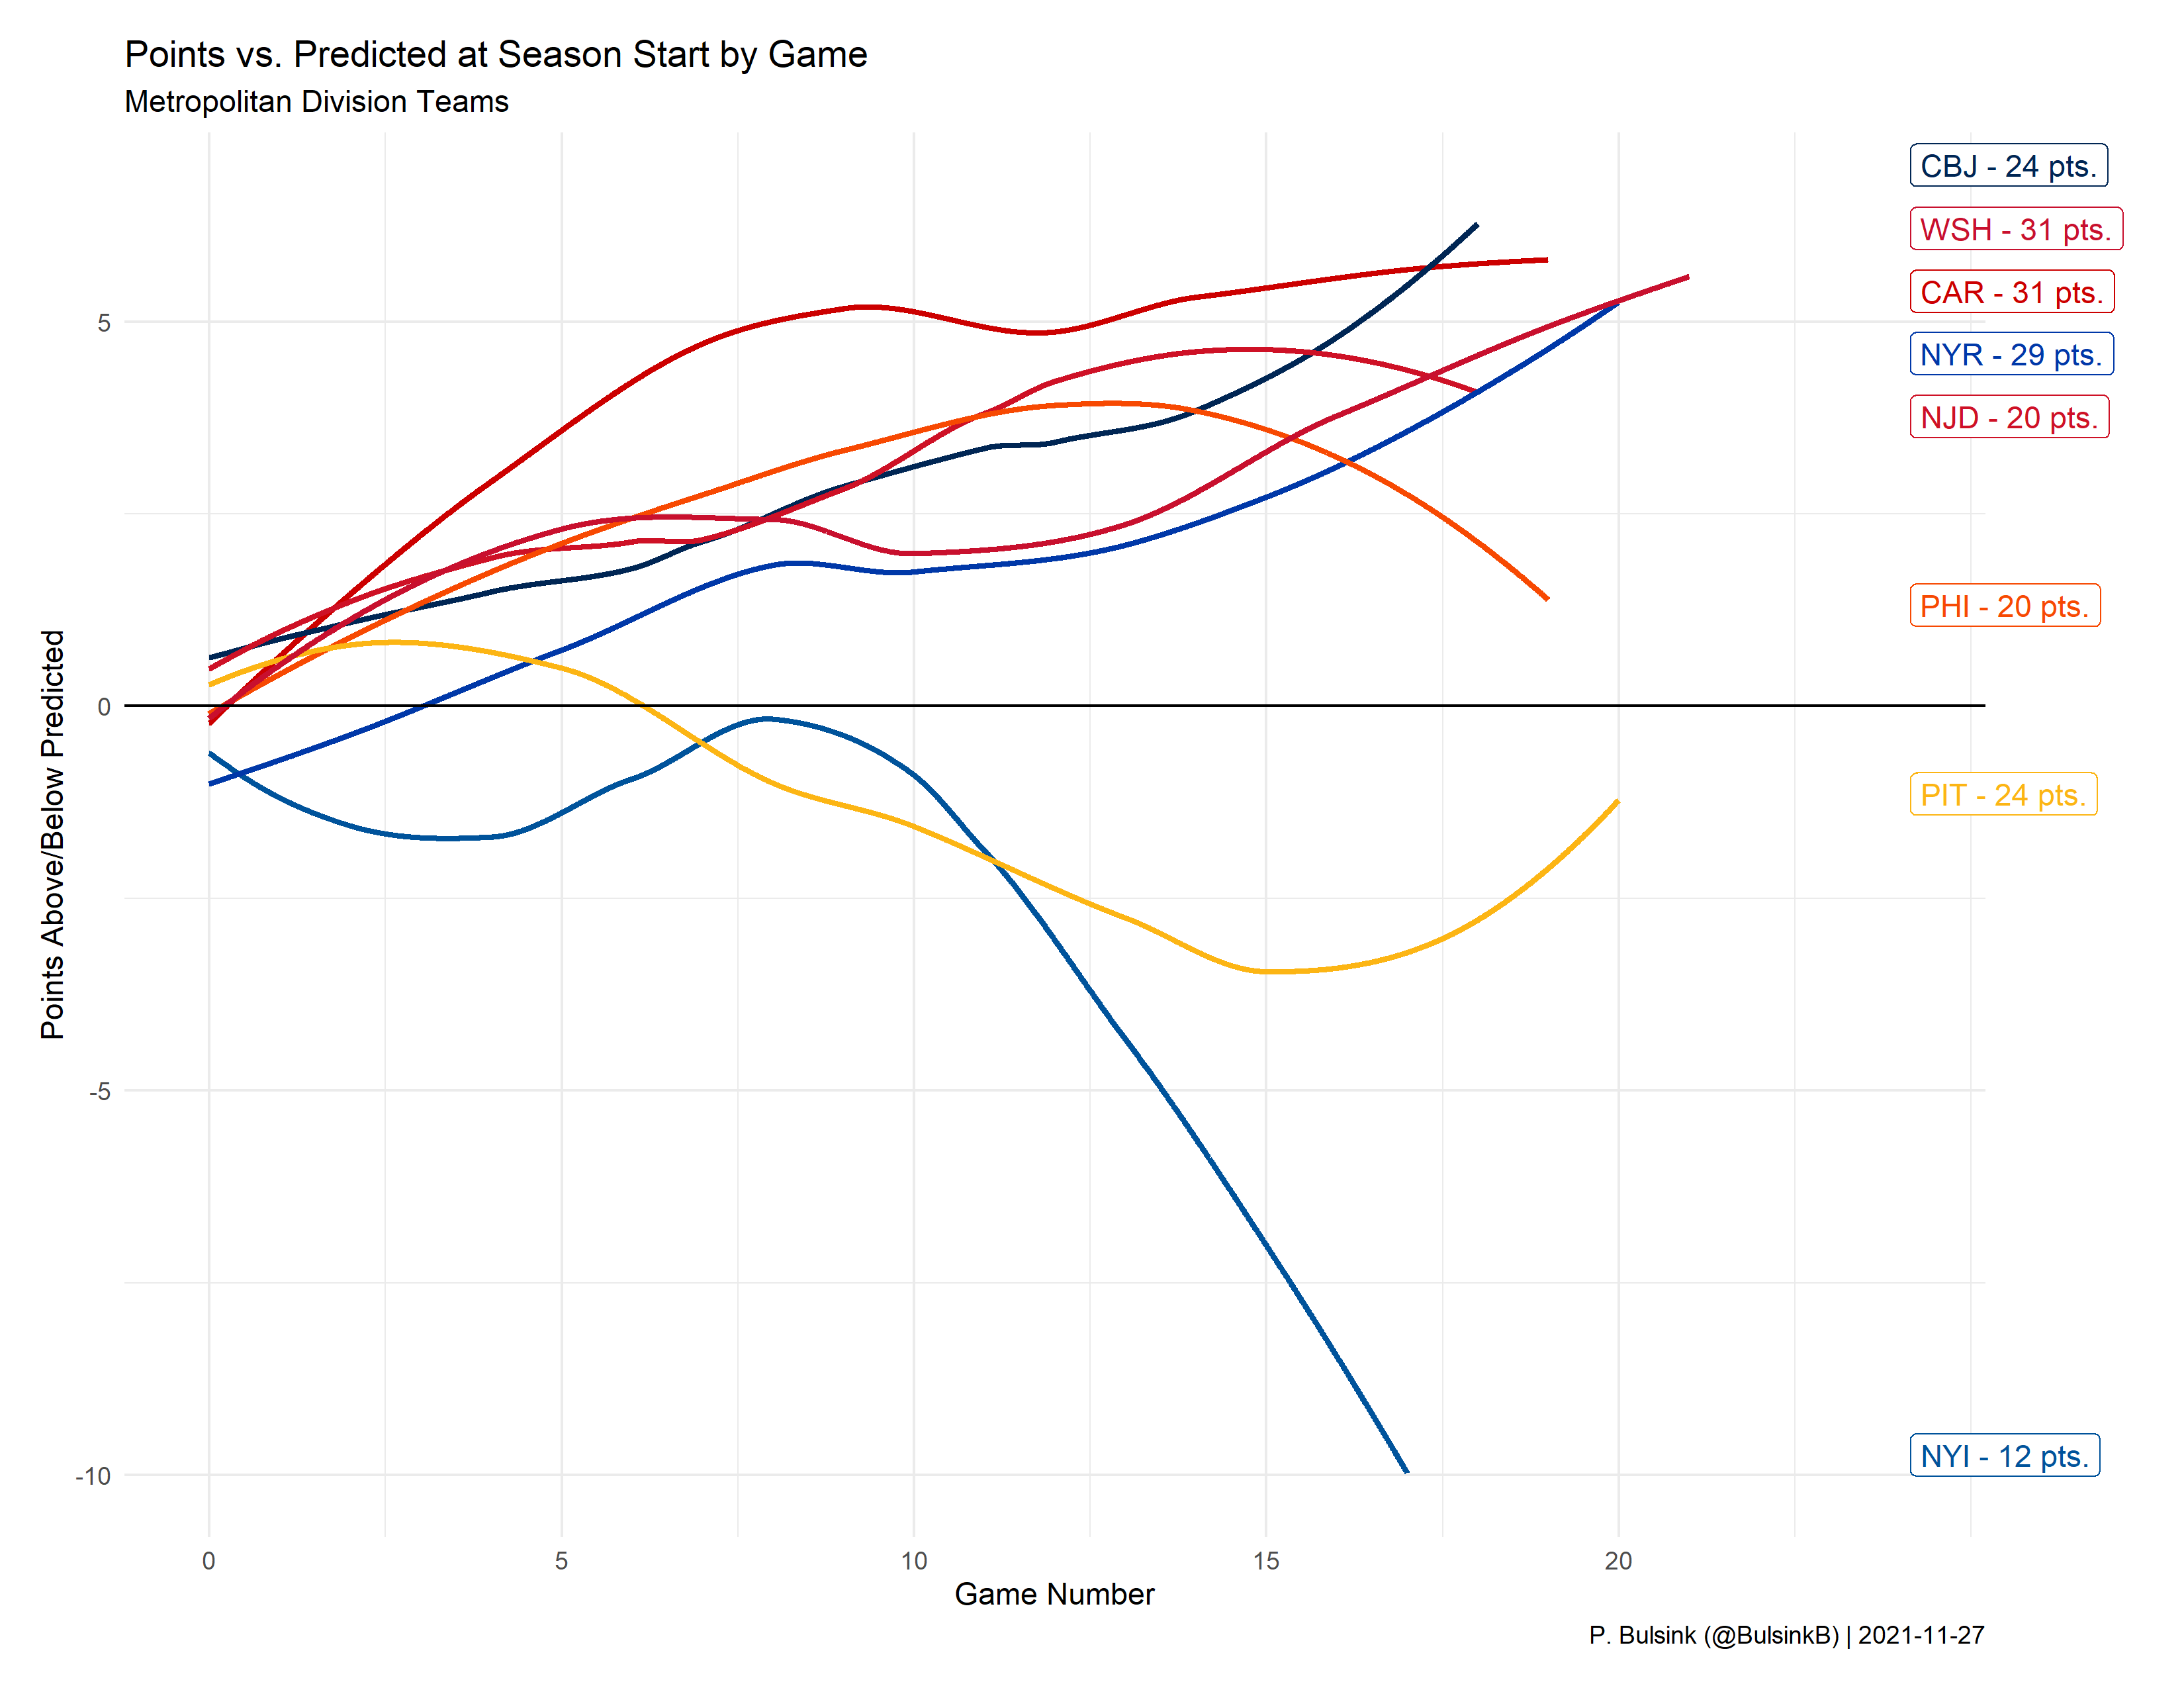 Points vs. Predicted at Season Start by Game
Metropolitan Division Teams
CBJ - 24 pts.
WSH - 31 pts.
CAR - 31 pts.
NYR - 29 pts.
NJD - 20 pts.
PHI - 20 pts.
PIT - 24 pts.
NYI - 12 pts.
Points Above/Below Predicted
5
0
-5
-10
0 5 10 15 20
Game Number
P. Bulsink (@BulsinkB) | 2021-11-27